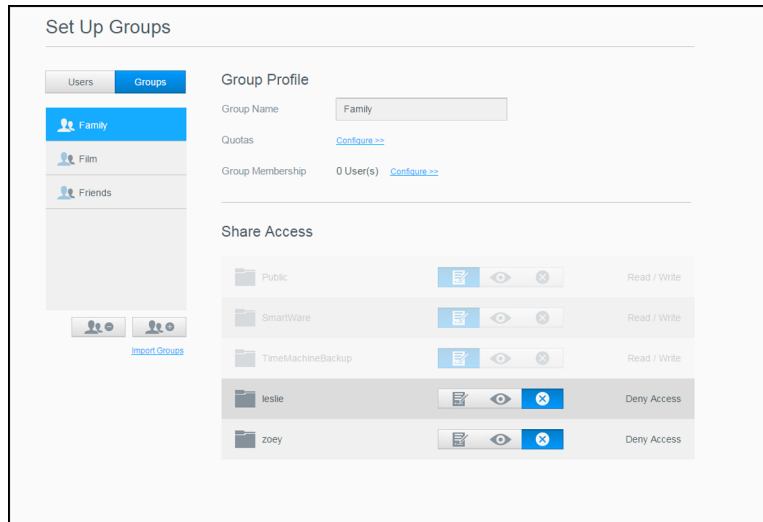 Set Up Groups
Users Groups
Family
Film
Friends
Import Groups
Group Profile
Group Name Family
Quotas Configure >>
Group Membership 0 User(s) Configure >>
Share Access
Public Read / Write
SmartWare Read / Write
TimeMachineBackup Read / Write
leslie Deny Access
zoey Deny Access